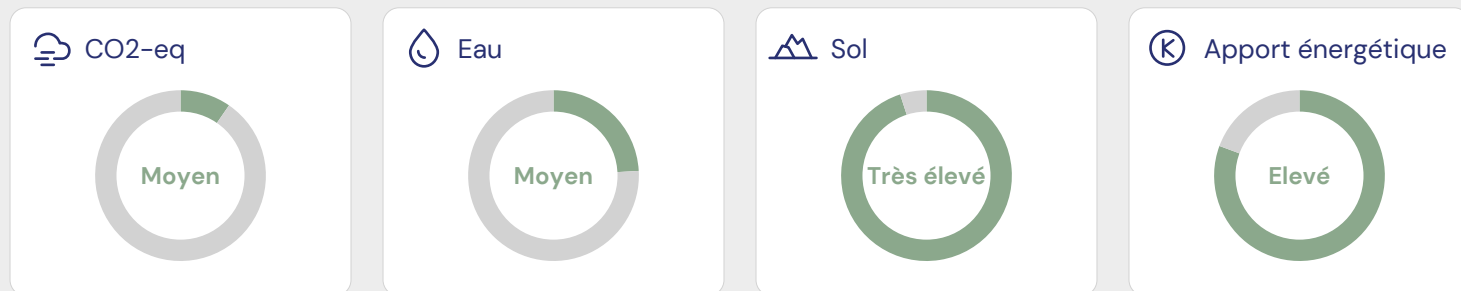 CO2-eq
Moyen
Eau
Moyen
Sol
Très élevé
Apport énergétique
Elevé